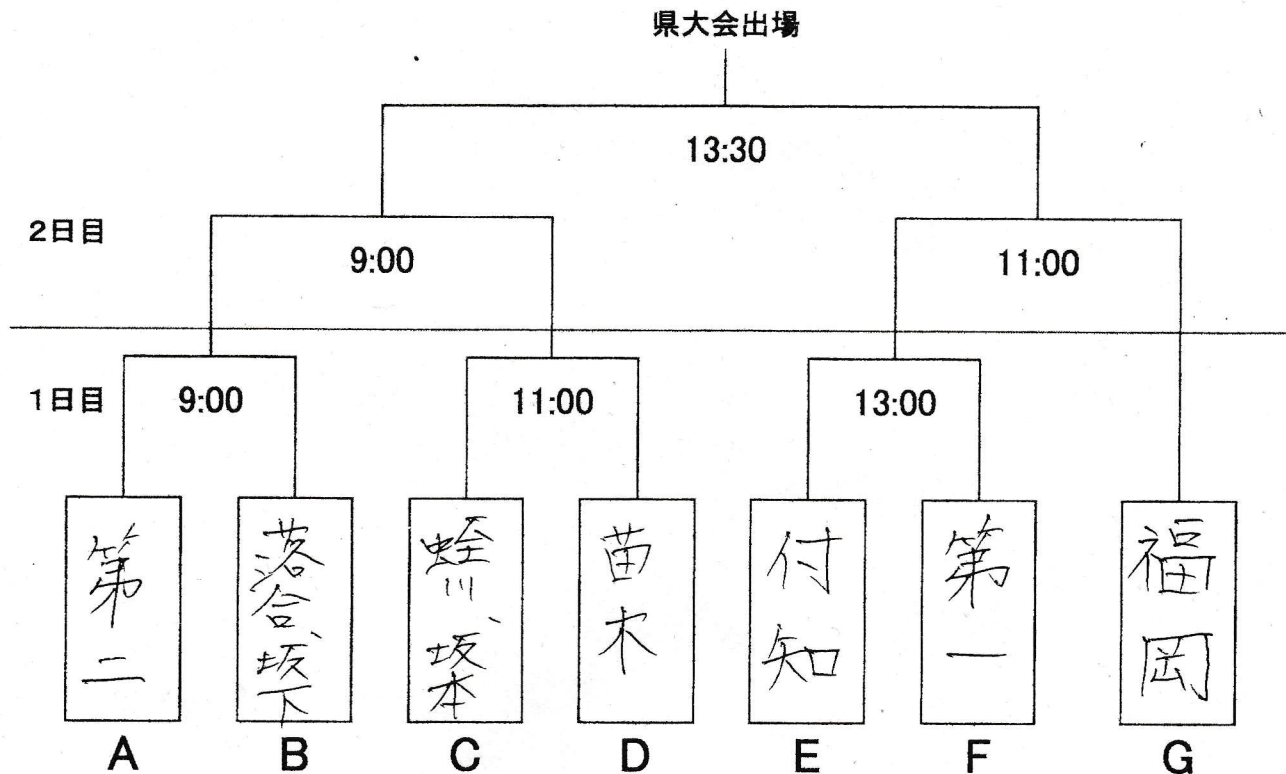 県大会出場
13:30
2日目
9:00
11:00
1日目
9:00
11:00
13:00
第二
落合、坂下
蛭川、坂本
苗木
付知
第一
福岡
A
B
C
D
E
F
G